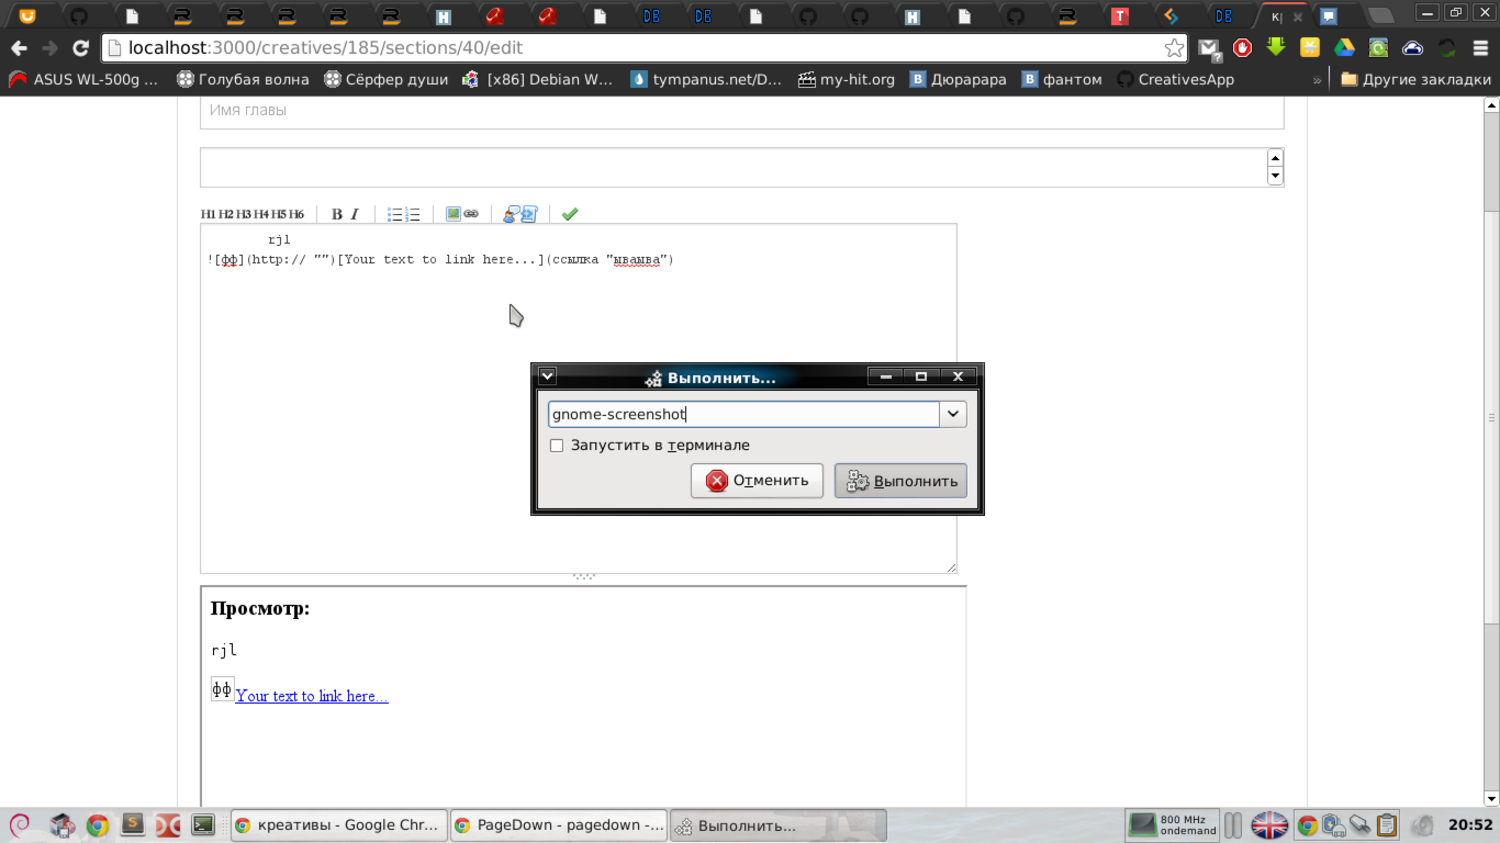 К
localhost:3000/creatives/185/sections/40/edit
ASUS WL-500g ...
Голубая волна
Сёрфер души
[x86] Debian W...
tympanus.net/D...
my-hit.org
Дюрарара
фантом
CreativesApp
»
Другие закладки
Имя главы
H1 H2 H3 H4 H5 H6
B I
rjl
![фф](http:// "")[Your text to link here...](ссылка "ывамва")
Выполнить...
gnome-screenshot
Запустить в терминале
Отменить
Выполнить
Просмотр:
rjl
фф
Your text to link here...
креативы - Google Chr...
PageDown - pagedown -...
Выполнить...
800 MHz
ondemand
20:52